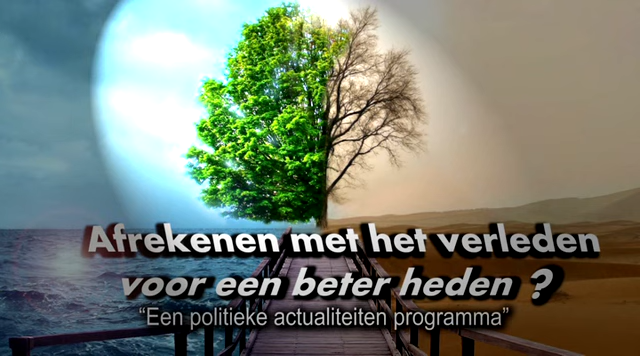 Afrekenen met het verleden
voor een beter heden ?
“Een politieke actualiteiten programma”